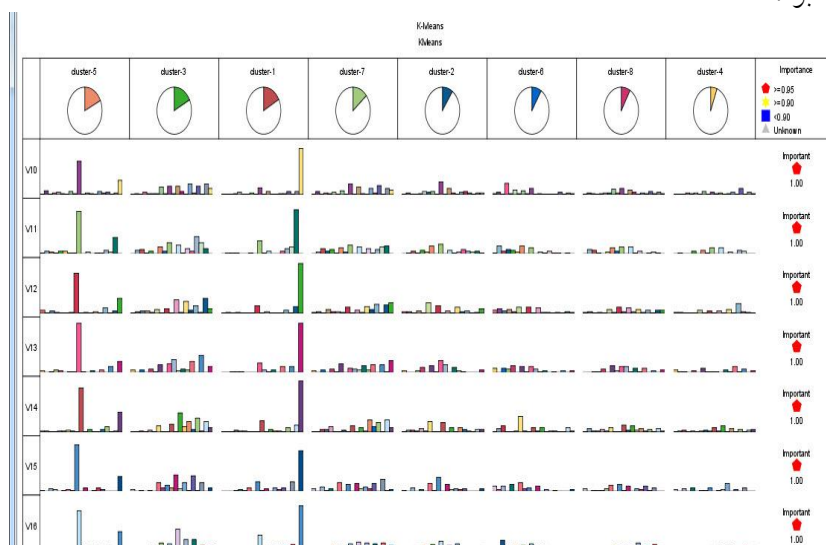 K-Means
KMeans
cluster-5 cluster-3 cluster-1 cluster-7 cluster-2 cluster-6 cluster-8 cluster-4 Importance
>=0.95
>=0.90
<0.90
Unknown
V10 Important
1.00
V11 Important
1.00
V12 Important
1.00
V13 Important
1.00
V14 Important
1.00
V15 Important
1.00
V16 Important
1.00